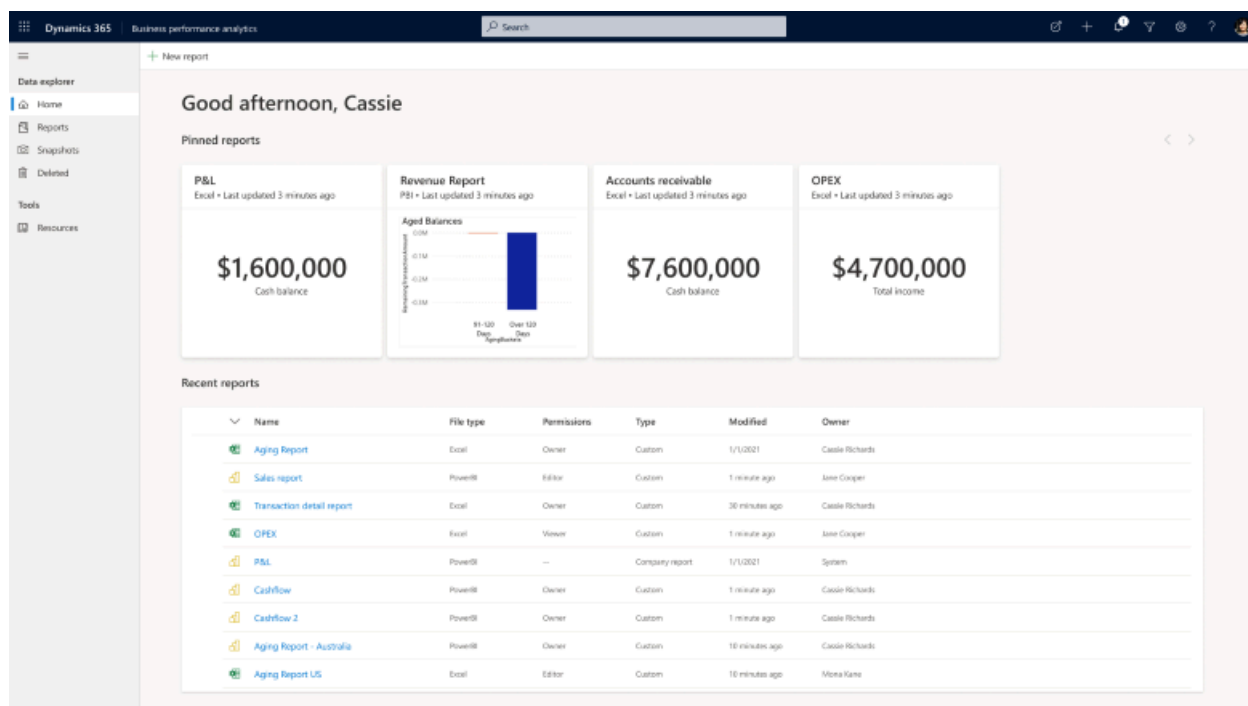 Dynamics 365 Business performance analytics Search 1 ?
New report
Data explorer
Home
Reports
Snapshots
Deleted
Tools
Resources
Good afternoon, Cassie
Pinned reports
P&L
Excel • Last updated 3 minutes ago
$1,600,000
Cash balance
Revenue Report
PBI • Last updated 3 minutes ago
Aged Balances
RemainingTransactionAmount
0.0M
-0.1M
-0.2M
-0.3M
91-120 Days
Over 120 Days
AgingBuckets
Accounts receivable
Excel • Last updated 3 minutes ago
$7,600,000
Cash balance
OPEX
Excel • Last updated 3 minutes ago
$4,700,000
Total income
Recent reports
Name File type Permissions Type Modified Owner
Aging Report Excel Owner Custom 1/1/2021 Cassie Richards
Sales report PowerBI Editor Custom 1 minute ago Jane Cooper
Transaction detail report Excel Owner Custom 30 minutes ago Cassie Richards
OPEX Excel Viewer Custom 1 minute ago Jane Cooper
P&L PowerBI — Company report 1/1/2021 System
Cashflow PowerBI Owner Custom 1 minute ago Cassie Richards
Cashflow 2 PowerBI Owner Custom 1 minute ago Cassie Richards
Aging Report - Australia PowerBI Owner Custom 10 minutes ago Cassie Richards
Aging Report US Excel Editor Custom 10 minutes ago Mona Kane